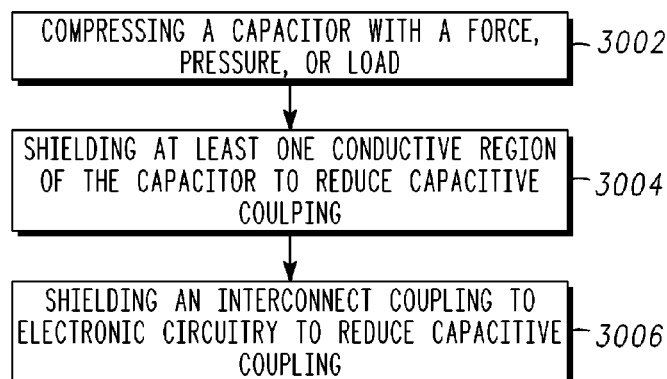 COMPRESSING A CAPACITOR WITH A FORCE,
PRESSURE, OR LOAD
3002
SHIELDING AT LEAST ONE CONDUCTIVE REGION
OF THE CAPACITOR TO REDUCE CAPACITIVE
COULPING
3004
SHIELDING AN INTERCONNECT COUPLING TO
ELECTRONIC CIRCUITRY TO REDUCE CAPACITIVE
COUPLING
3006